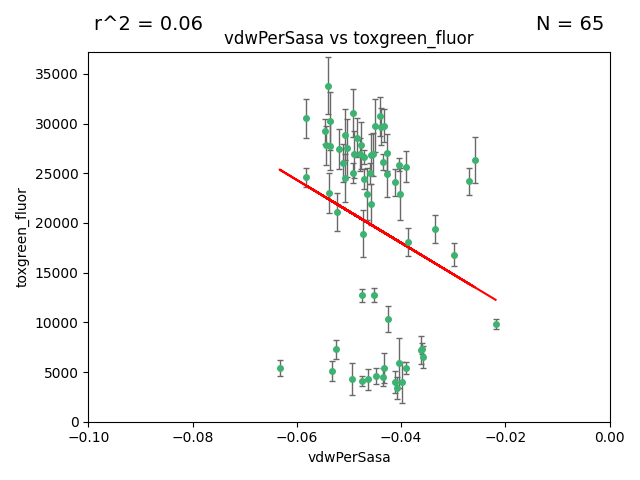 r^2 = 0.06 N = 65
vdwPerSasa vs toxgreen_fluor
35000
30000
25000
20000
15000
10000
5000
0
toxgreen_fluor
−0.10 −0.08 −0.06 −0.04 −0.02 0.00
vdwPerSasa